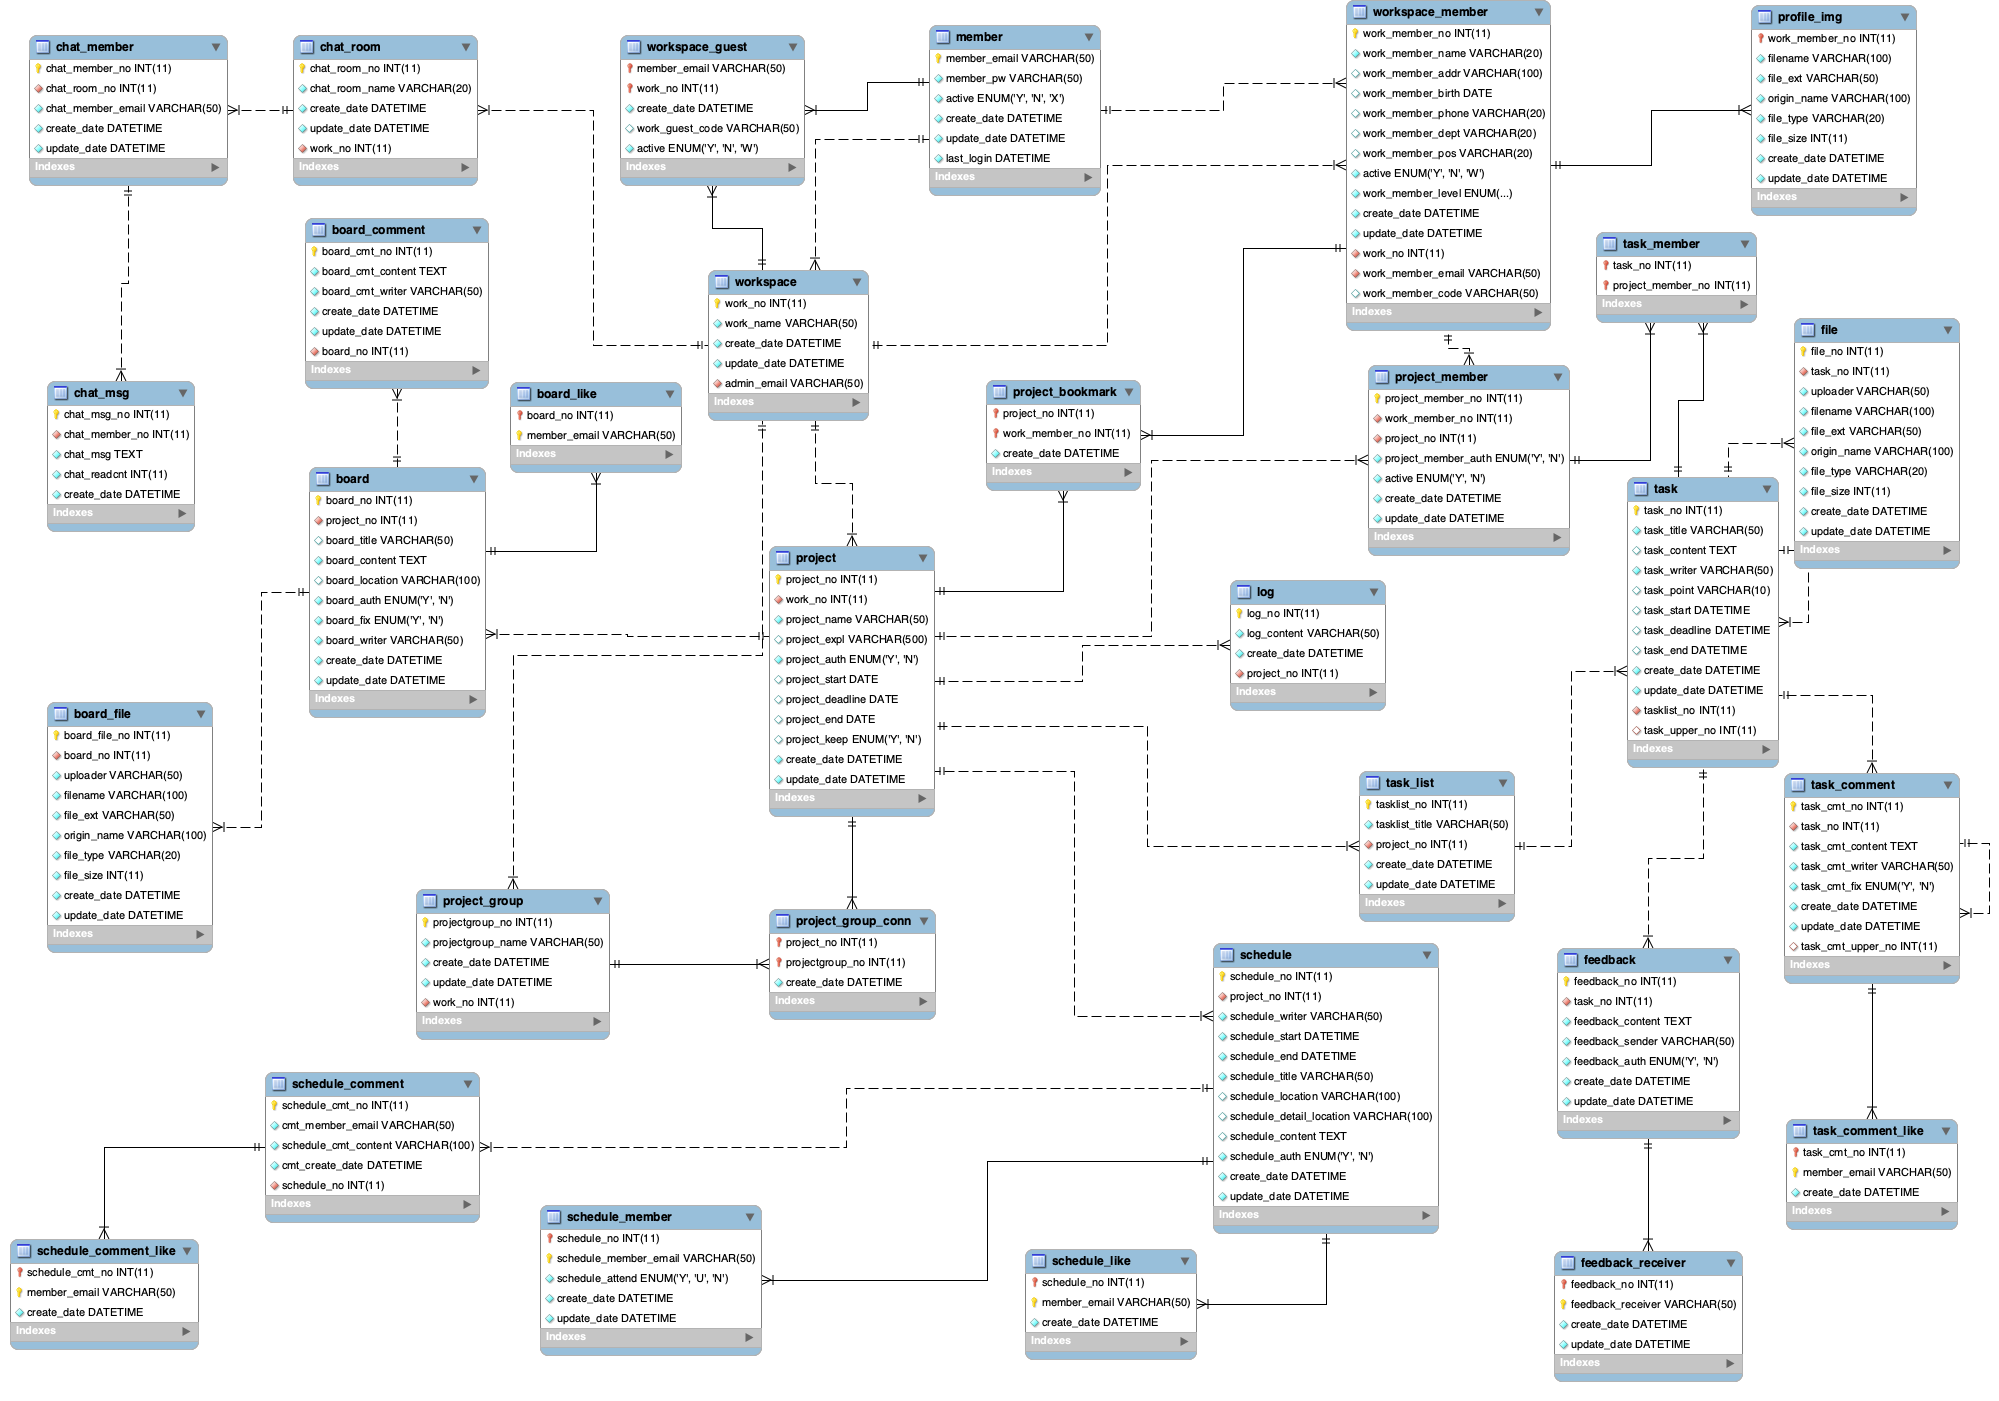 chat_member
chat_member_no INT(11)
chat_room_no INT(11)
chat_member_email VARCHAR(50)
create_date DATETIME
update_date DATETIME
Indexes
chat_room
chat_room_no INT(11)
chat_room_name VARCHAR(20)
create_date DATETIME
update_date DATETIME
work_no INT(11)
Indexes
workspace_guest
member_email VARCHAR(50)
work_no INT(11)
create_date DATETIME
work_guest_code VARCHAR(50)
active ENUM('Y', 'N', 'W')
Indexes
member
member_email VARCHAR(50)
member_pw VARCHAR(50)
active ENUM('Y', 'N', 'X')
create_date DATETIME
update_date DATETIME
last_login DATETIME
Indexes
workspace_member
work_member_no INT(11)
work_member_name VARCHAR(20)
work_member_addr VARCHAR(100)
work_member_birth DATE
work_member_phone VARCHAR(20)
work_member_dept VARCHAR(20)
work_member_pos VARCHAR(20)
active ENUM('Y', 'N', 'W')
work_member_level ENUM(...)
create_date DATETIME
update_date DATETIME
work_no INT(11)
work_member_email VARCHAR(50)
work_member_code VARCHAR(50)
Indexes
profile_img
work_member_no INT(11)
filename VARCHAR(100)
file_ext VARCHAR(50)
origin_name VARCHAR(100)
file_type VARCHAR(20)
file_size INT(11)
create_date DATETIME
update_date DATETIME
Indexes
board_comment
board_cmt_no INT(11)
board_cmt_content TEXT
board_cmt_writer VARCHAR(50)
create_date DATETIME
update_date DATETIME
board_no INT(11)
Indexes
workspace
work_no INT(11)
work_name VARCHAR(50)
create_date DATETIME
update_date DATETIME
admin_email VARCHAR(50)
Indexes
task_member
task_no INT(11)
project_member_no INT(11)
Indexes
file
file_no INT(11)
task_no INT(11)
uploader VARCHAR(50)
filename VARCHAR(100)
file_ext VARCHAR(50)
origin_name VARCHAR(100)
file_type VARCHAR(20)
file_size INT(11)
create_date DATETIME
update_date DATETIME
Indexes
chat_msg
chat_msg_no INT(11)
chat_member_no INT(11)
chat_msg TEXT
chat_readcnt INT(11)
create_date DATETIME
Indexes
board_like
board_no INT(11)
member_email VARCHAR(50)
Indexes
project_bookmark
project_no INT(11)
work_member_no INT(11)
create_date DATETIME
Indexes
project_member
project_member_no INT(11)
work_member_no INT(11)
project_no INT(11)
project_member_auth ENUM('Y', 'N')
active ENUM('Y', 'N')
create_date DATETIME
update_date DATETIME
Indexes
board
board_no INT(11)
project_no INT(11)
board_title VARCHAR(50)
board_content TEXT
board_location VARCHAR(100)
board_auth ENUM('Y', 'N')
board_fix ENUM('Y', 'N')
board_writer VARCHAR(50)
create_date DATETIME
update_date DATETIME
Indexes
task
task_no INT(11)
task_title VARCHAR(50)
task_content TEXT
task_writer VARCHAR(50)
task_point VARCHAR(10)
task_start DATETIME
task_deadline DATETIME
task_end DATETIME
create_date DATETIME
update_date DATETIME
tasklist_no INT(11)
task_upper_no INT(11)
Indexes
project
project_no INT(11)
work_no INT(11)
project_name VARCHAR(50)
project_expl VARCHAR(500)
project_auth ENUM('Y', 'N')
project_start DATE
project_deadline DATE
project_end DATE
project_keep ENUM('Y', 'N')
create_date DATETIME
update_date DATETIME
Indexes
log
log_no INT(11)
log_content VARCHAR(50)
create_date DATETIME
project_no INT(11)
Indexes
board_file
board_file_no INT(11)
board_no INT(11)
uploader VARCHAR(50)
filename VARCHAR(100)
file_ext VARCHAR(50)
origin_name VARCHAR(100)
file_type VARCHAR(20)
file_size INT(11)
create_date DATETIME
update_date DATETIME
Indexes
task_list
tasklist_no INT(11)
tasklist_title VARCHAR(50)
project_no INT(11)
create_date DATETIME
update_date DATETIME
Indexes
task_comment
task_cmt_no INT(11)
task_no INT(11)
task_cmt_content TEXT
task_cmt_writer VARCHAR(50)
task_cmt_fix ENUM('Y', 'N')
create_date DATETIME
update_date DATETIME
task_cmt_upper_no INT(11)
Indexes
project_group
projectgroup_no INT(11)
projectgroup_name VARCHAR(50)
create_date DATETIME
update_date DATETIME
work_no INT(11)
Indexes
project_group_conn
project_no INT(11)
projectgroup_no INT(11)
create_date DATETIME
Indexes
schedule
schedule_no INT(11)
project_no INT(11)
schedule_writer VARCHAR(50)
schedule_start DATETIME
schedule_end DATETIME
schedule_title VARCHAR(50)
schedule_location VARCHAR(100)
schedule_detail_location VARCHAR(100)
schedule_content TEXT
schedule_auth ENUM('Y', 'N')
create_date DATETIME
update_date DATETIME
Indexes
feedback
feedback_no INT(11)
task_no INT(11)
feedback_content TEXT
feedback_sender VARCHAR(50)
feedback_auth ENUM('Y', 'N')
create_date DATETIME
update_date DATETIME
Indexes
schedule_comment
schedule_cmt_no INT(11)
cmt_member_email VARCHAR(50)
schedule_cmt_content VARCHAR(100)
cmt_create_date DATETIME
schedule_no INT(11)
Indexes
task_comment_like
task_cmt_no INT(11)
member_email VARCHAR(50)
create_date DATETIME
Indexes
schedule_comment_like
schedule_cmt_no INT(11)
member_email VARCHAR(50)
create_date DATETIME
Indexes
schedule_member
schedule_no INT(11)
schedule_member_email VARCHAR(50)
schedule_attend ENUM('Y', 'U', 'N')
create_date DATETIME
update_date DATETIME
Indexes
schedule_like
schedule_no INT(11)
member_email VARCHAR(50)
create_date DATETIME
Indexes
feedback_receiver
feedback_no INT(11)
feedback_receiver VARCHAR(50)
create_date DATETIME
update_date DATETIME
Indexes